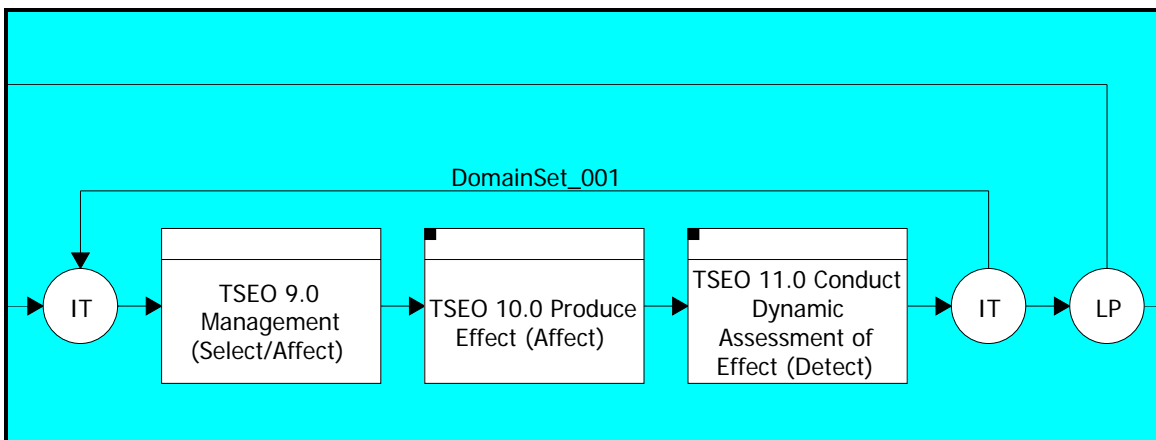 DomainSet_001
IT
TSEO 9.0
Management
(Select/Affect)
TSEO 10.0 Produce
Effect (Affect)
TSEO 11.0 Conduct
Dynamic
Assessment of
Effect (Detect)
IT
LP